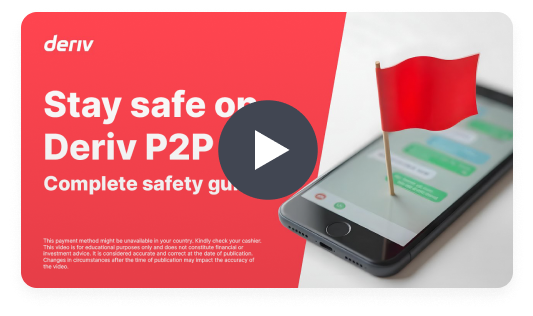 deriv
Stay safe on
Deriv P2P
Complete safety
This payment method might be unavailable in your country. Kindly check your cashier.
This video is for educational purposes only and does not constitute financial or
investment advice. It is considered accurate and correct at the date of publication.
Changes in circumstances after the time of publication may impact the accuracy of
the video.